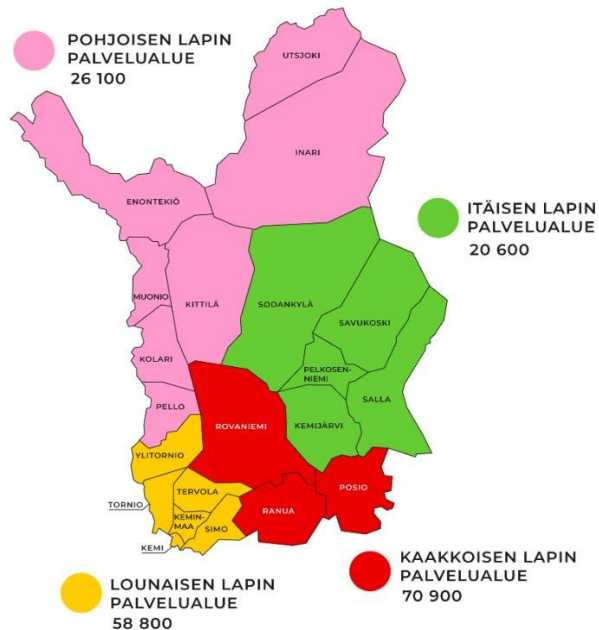 POHJOISEN LAPIN
PALVELUALUE
26 100
UTSJOKI
INARI
ENONTEKIÖ
ITÄISEN LAPIN
PALVELUALUE
20 600
MUONIO
KITTILÄ
SODANKYLÄ
SAVUKOSKI
KOLARI
PELKOSEN-
NIEMI
SALLA
PELLO
ROVANIEMI
KEMIJÄRVI
YLITORNIO
TERVOLA
POSIO
TORNIO
KEMIN-
MAA
SIMO
RANUA
KEMI
LOUNAISEN LAPIN
PALVELUALUE
58 800
KAAKKOISEN LAPIN
PALVELUALUE
70 900